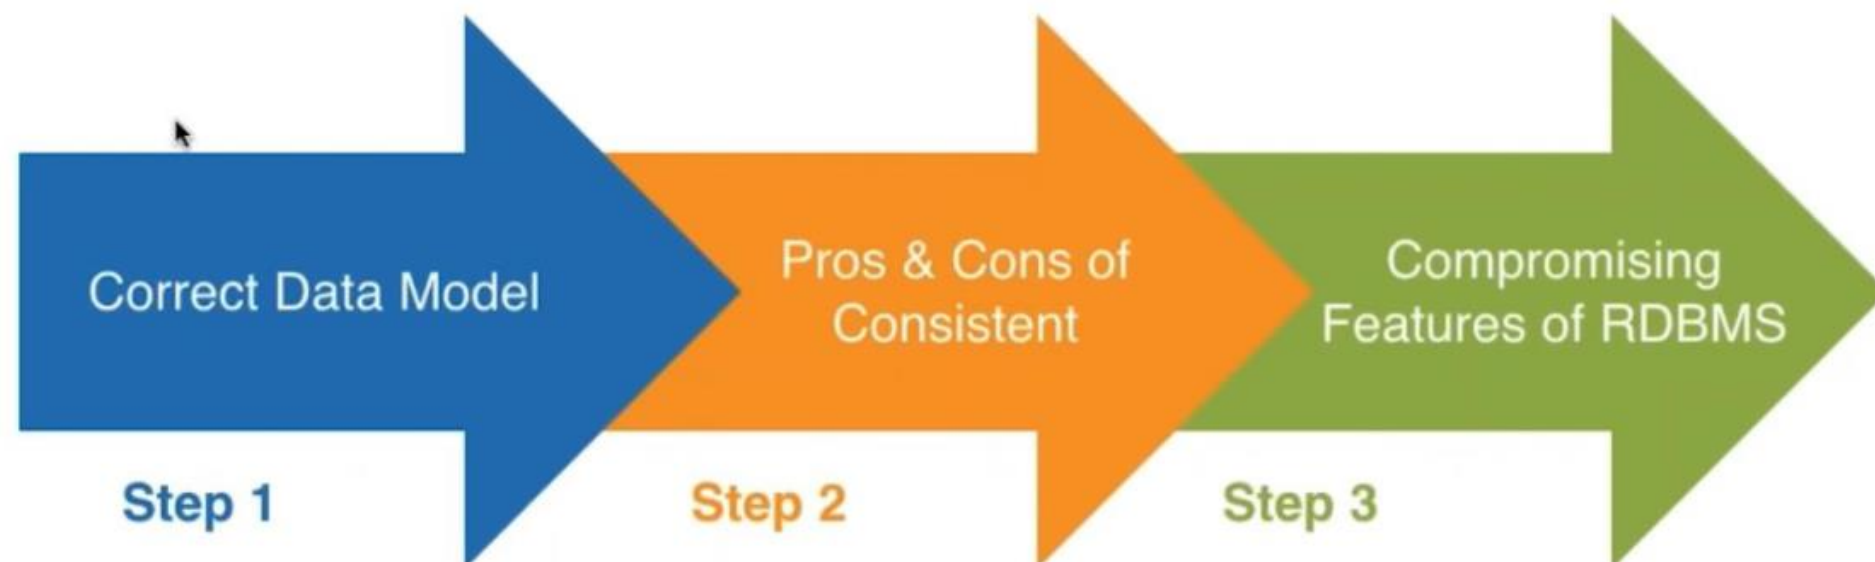 Correct Data Model
Pros & Cons of
Consistent
Compromising
Features of RDBMS
Step 1
Step 2
Step 3